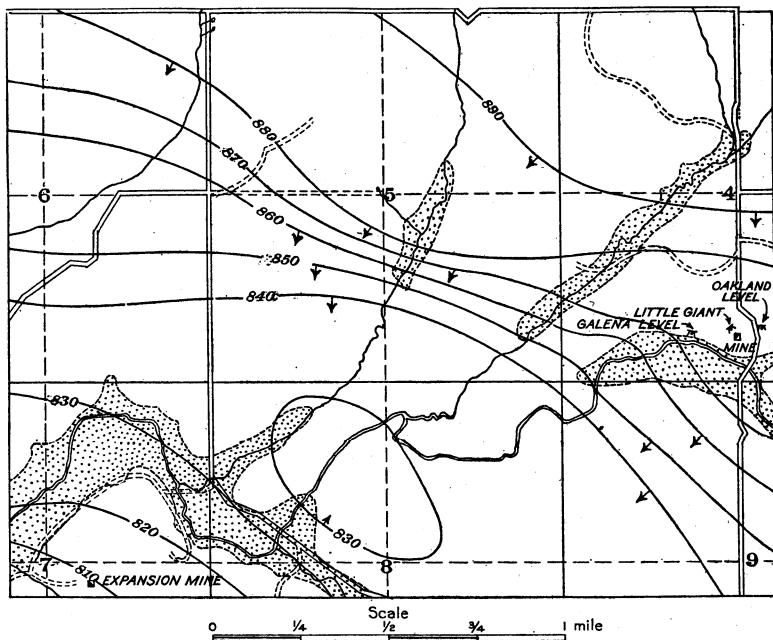 890
880
870
6
5
4
860
850
840
OAKLAND
LEVEL
LITTLE GIANT
GALENA LEVEL
MINE
830
820
830
7
8
9
810
EXPANSION MINE
Scale
0 1/4 1/2 3/4 1 mile